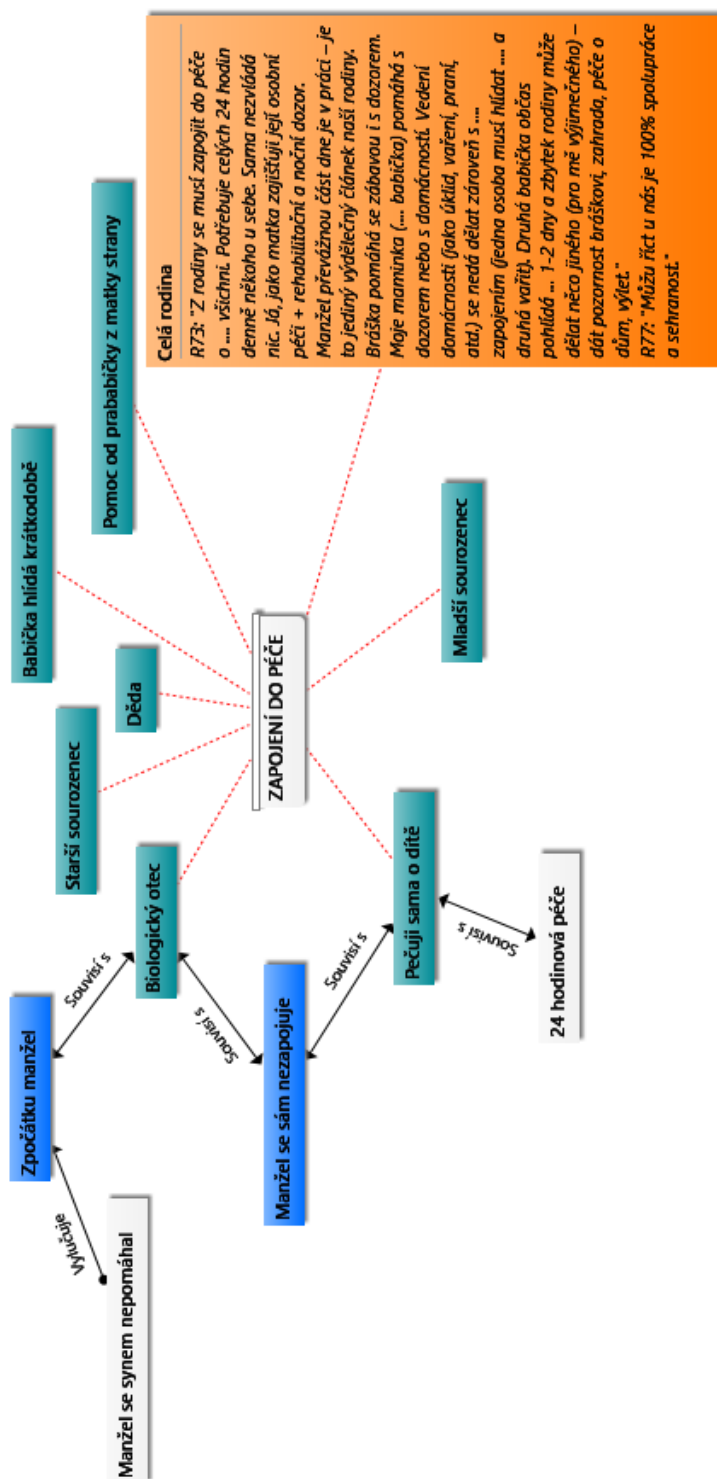 Zpočátku manžel
Babička hlídá krátkodobě
Starší sourozenec
Vylučuje
Souvisí s
Pomoc od prababičky z matky strany
Manžel se synem nepomáhal
Děda
Biologický otec
Souvisí s
ZAPOJENÍ DO PÉČE
Manžel se sám nezapojuje
Souvisí s
Pečuji sama o dítě
Mladší sourozenec
Souvisí s
24 hodinová péče
Celá rodina
R73: "Z rodiny se musí zapojit do péče
o .... všichni. Potřebuje celých 24 hodin
denně někoho u sebe. Sama nezvládá
nic. Já, jako matka zajišťuji její osobní
péči + rehabilitační a noční dozor.
Manžel převážnou část dne je v práci – je
to jediný výdělečný článek naší rodiny.
Bráška pomáhá se zábavou i s dozorem.
Moje maminka (.... babička) pomáhá s
dozorem nebo s domácností. Vedení
domácnosti (jako úklid, vaření, praní,
atd.) se nedá dělat zároveň s ....
zapojením (jedna osoba musí hlídat .... a
druhá vařit). Druhá babička občas
pohlídá ... 1-2 dny a zbytek rodiny může
dělat něco jiného (pro mě výjimečného) –
dát pozornost bráškovi, zahrada, péče o
dům, výlet."
R77: "Můžu říct u nás je 100% spolupráce
a sehranost."